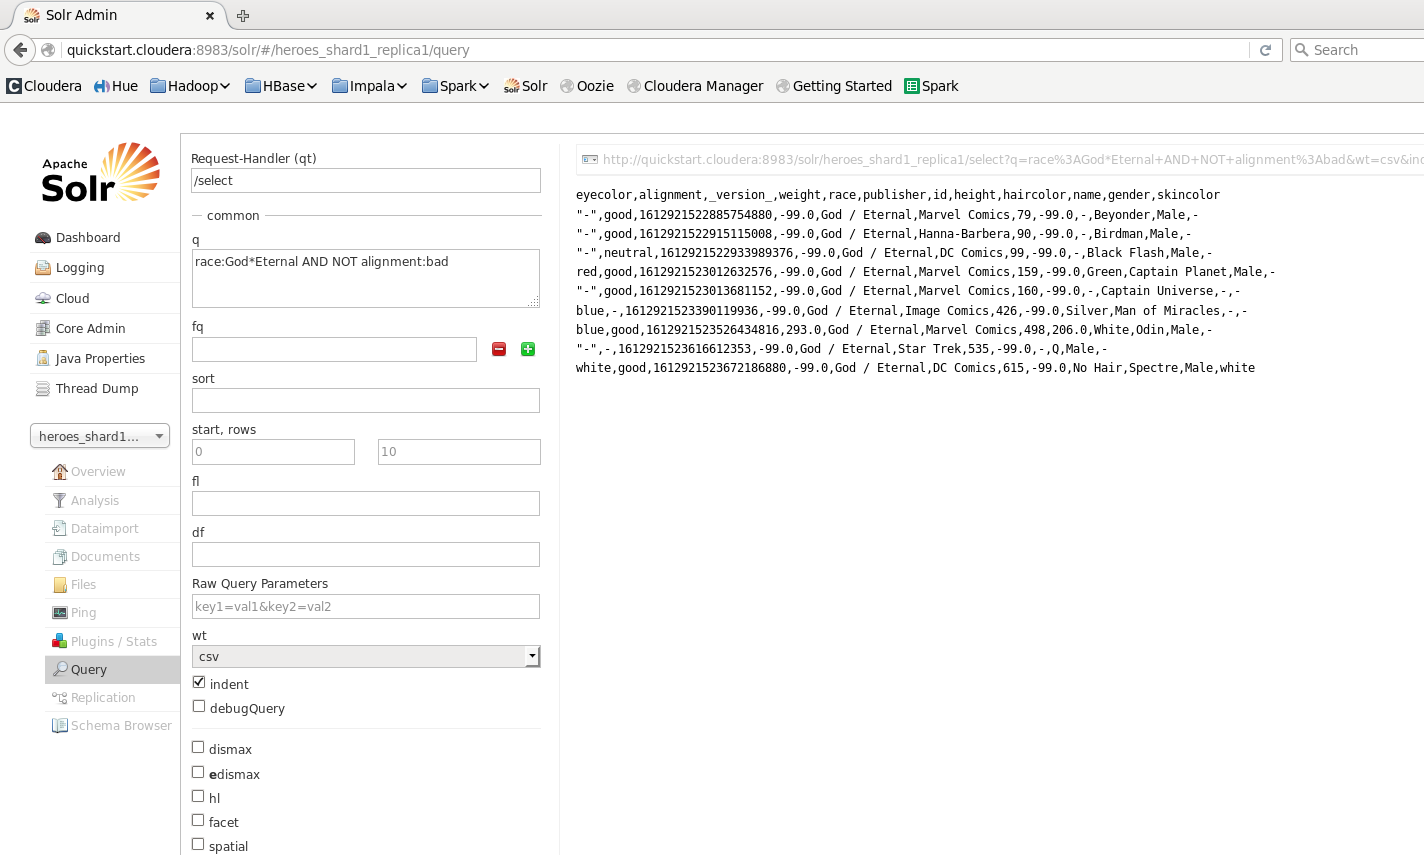 Solr Admin
quickstart.cloudera:8983/solr/#/heroes_shard1_replica1/query
Search
Cloudera Hue Hadoop HBase Impala Spark Solr Oozie Cloudera Manager Getting Started Spark
Apache
Solr
Dashboard
Logging
Cloud
Core Admin
Java Properties
Thread Dump
heroes_shard1...
Overview
Analysis
Dataimport
Documents
Files
Ping
Plugins / Stats
Query
Replication
Schema Browser
Request-Handler (qt)
/select
common
q
race:God*Eternal AND NOT alignment:bad
fq
sort
start, rows
0 10
fl
df
Raw Query Parameters
key1=val1&key2=val2
wt
csv
indent
debugQuery
dismax
edismax
hl
facet
spatial
http://quickstart.cloudera:8983/solr/heroes_shard1_replica1/select?q=race%3AGod*Eternal+AND+NOT+alignment%3Abad&wt=csv&ind
eyecolor,alignment,_version_,weight,race,publisher,id,height,haircolor,name,gender,skincolor
"-",good,1612921522885754880,-99.0,God / Eternal,Marvel Comics,79,-99.0,-,Beyonder,Male,-
"-",good,1612921522915115008,-99.0,God / Eternal,Hanna-Barbera,90,-99.0,-,Birdman,Male,-
"-",neutral,1612921522933989376,-99.0,God / Eternal,DC Comics,99,-99.0,-,Black Flash,Male,-
red,good,1612921523012632576,-99.0,God / Eternal,Marvel Comics,159,-99.0,Green,Captain Planet,Male,-
"-",good,1612921523013681152,-99.0,God / Eternal,Marvel Comics,160,-99.0,-,Captain Universe,-,-
blue,-,1612921523390119936,-99.0,God / Eternal,Image Comics,426,-99.0,Silver,Man of Miracles,-,-
blue,good,1612921523526434816,293.0,God / Eternal,Marvel Comics,498,206.0,White,Odin,Male,-
"-",-,1612921523616612353,-99.0,God / Eternal,Star Trek,535,-99.0,-,Q,Male,-
white,good,1612921523672186880,-99.0,God / Eternal,DC Comics,615,-99.0,No Hair,Spectre,Male,white